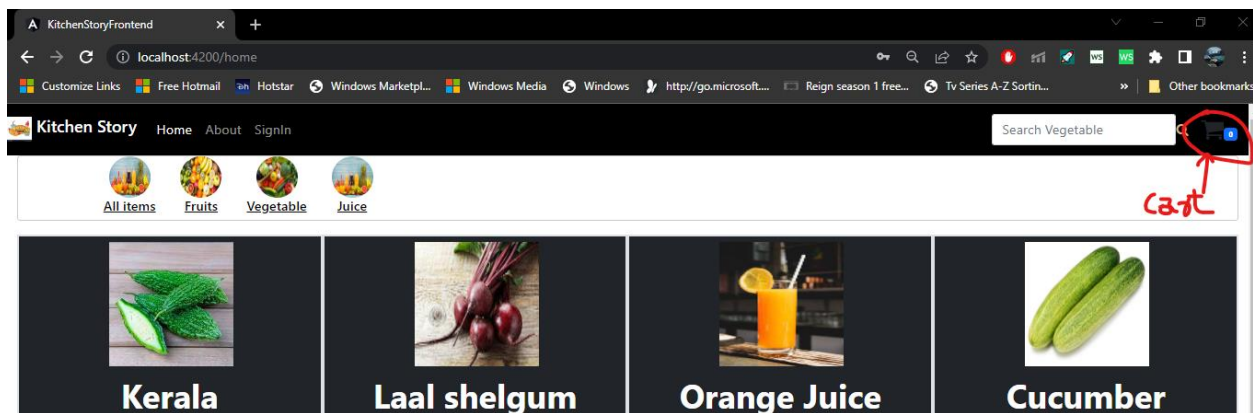 KitchenStoryFrontend
localhost:4200/home
Customize Links Free Hotmail Hotstar Windows Marketpl... Windows Media Windows http://go.microsoft.... Reign season 1 free... Tv Series A-Z Sortin... » Other bookmarks
Kitchen Story Home About SignIn Search Vegetable 0
cart
All items Fruits Vegetable Juice
Kerala Laal shelgum Orange Juice Cucumber